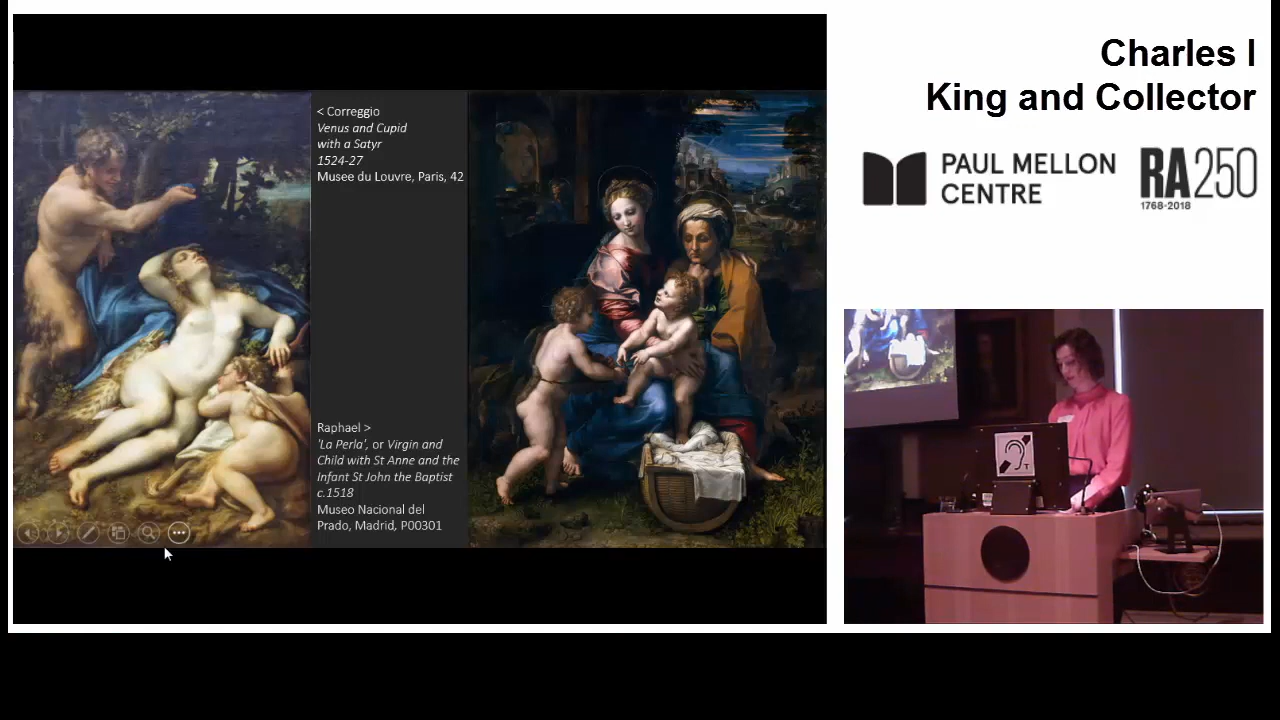 < Correggio
Venus and Cupid
with a Satyr
1524-27
Musee du Louvre, Paris, 42
Raphael >
'La Perla', or Virgin and
Child with St Anne and the
Infant St John the Baptist
c.1518
Museo Nacional del
Prado, Madrid, P00301
Charles I
King and Collector
PAUL MELLON
CENTRE
RA250
1768-2018
T